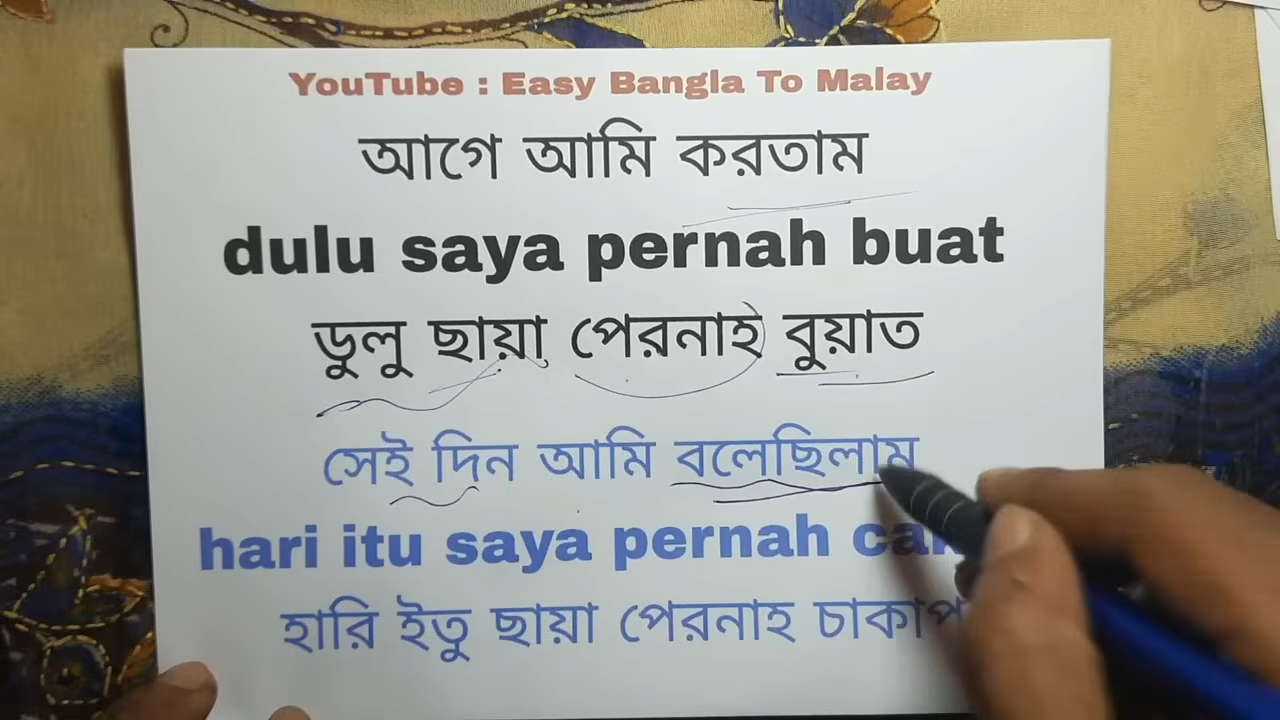 YouTube : Easy Bangla To Malay
আগে আমি করতাম
dulu saya pernah buat
ডুলু ছায়া পেরনাহ বুয়াত
সেই দিন আমি বলেছিলাম
hari itu saya pernah
হারি ইতু ছায়া পেরনাহ চাকাপ